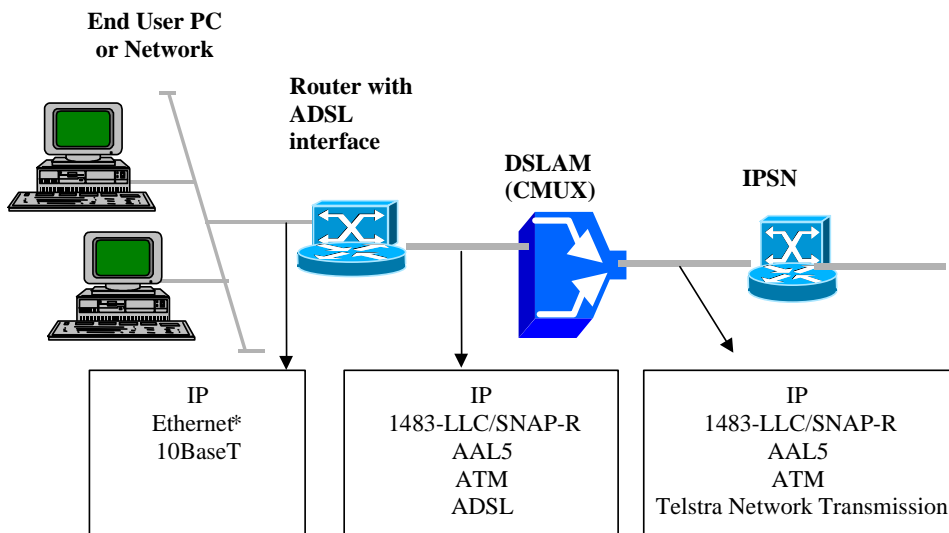 End User PC
or Network
Router with
ADSL
interface
DSLAM
(CMUX)
IPSN
IP
Ethernet*
10BaseT
IP
1483-LLC/SNAP-R
AAL5
ATM
ADSL
IP
1483-LLC/SNAP-R
AAL5
ATM
Telstra Network Transmission